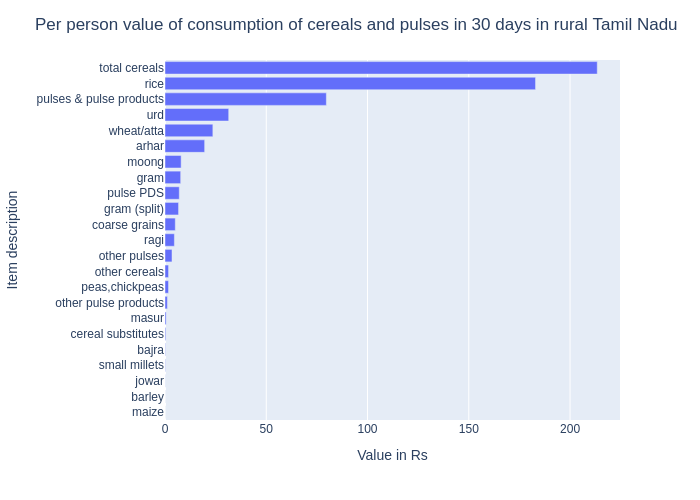 Per person value of consumption of cereals and pulses in 30 days in rural Tamil Nadu
total cereals
rice
pulses & pulse products
urd
wheat/atta
arhar
moong
gram
pulse PDS
gram (split)
coarse grains
ragi
other pulses
other cereals
peas,chickpeas
other pulse products
masur
cereal substitutes
bajra
small millets
jowar
barley
maize
Item description
0 50 100 150 200
Value in Rs